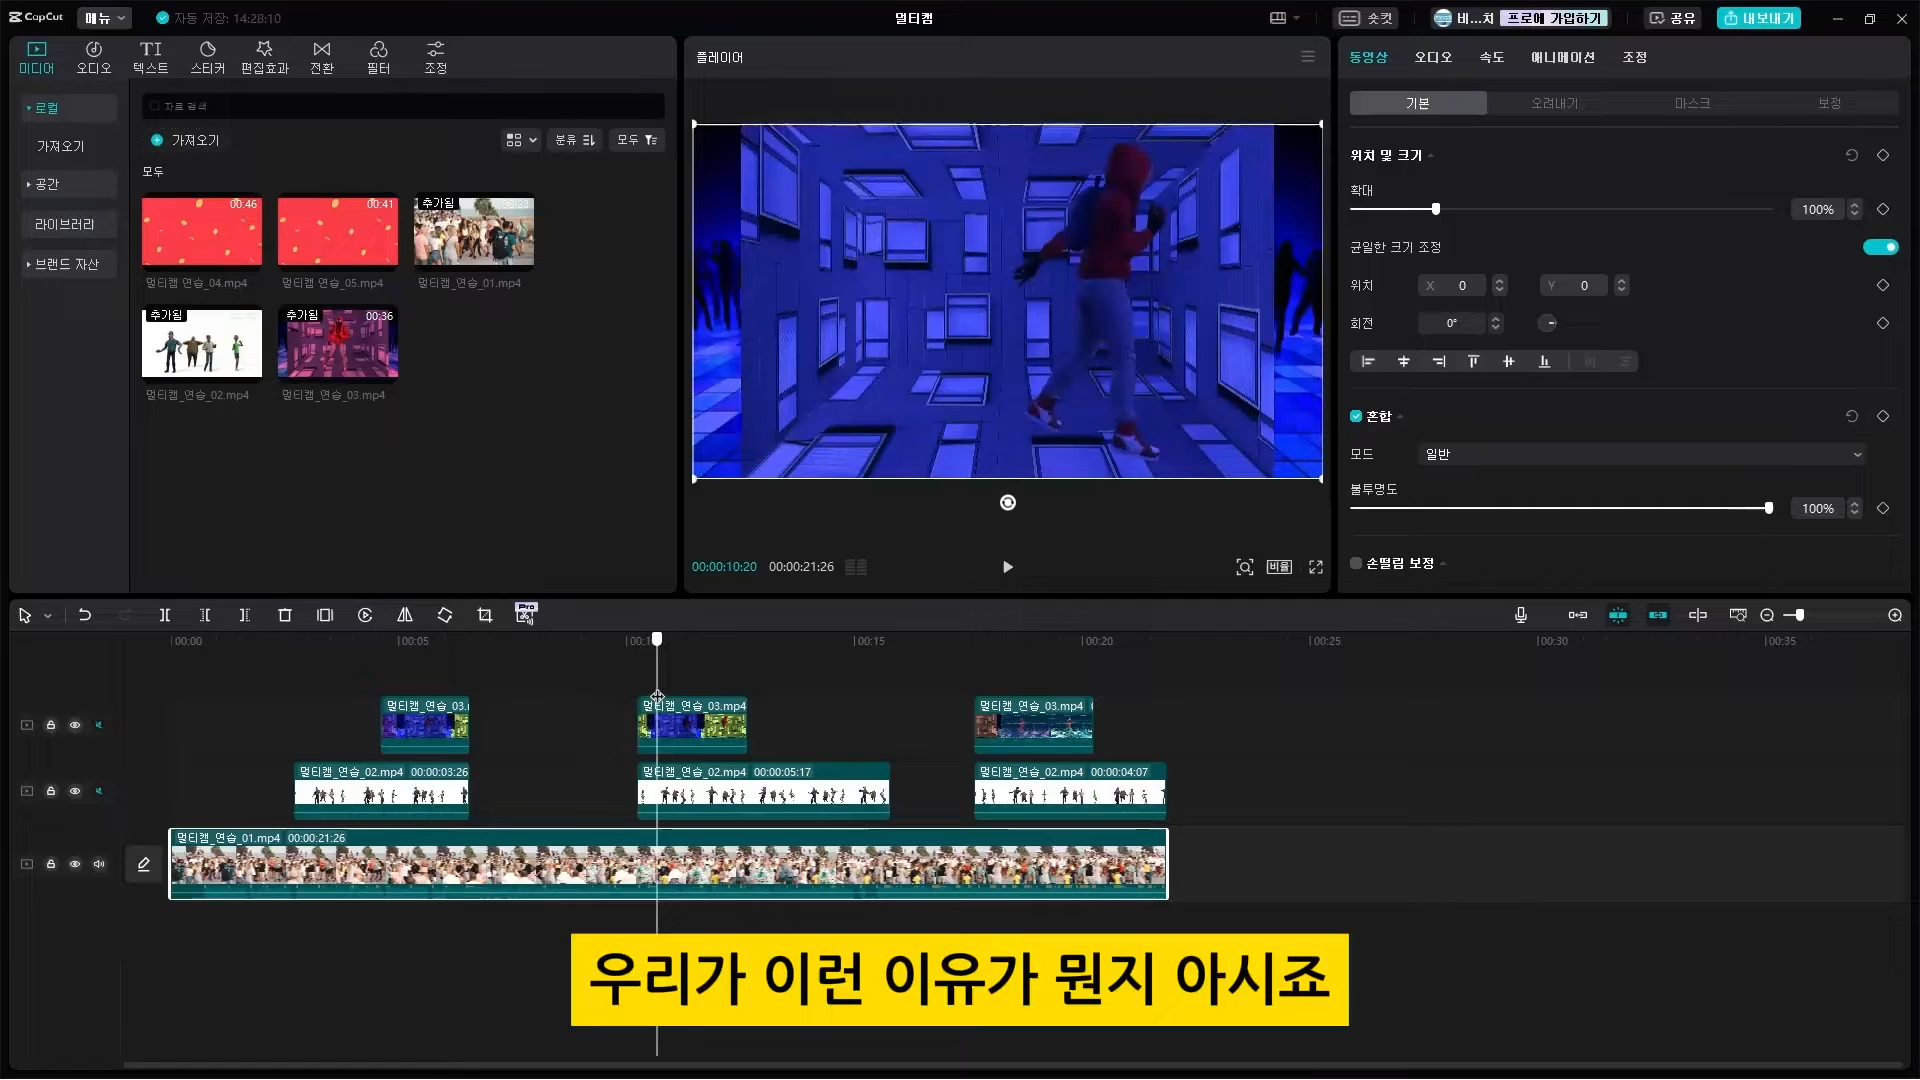 CapCut
메뉴
자동 저장: 14:28:10
멀티캠
숏컷
비...치
프로에 가입하기
공유
내보내기
미디어
오디오
텍스트
스티커
편집효과
전환
필터
조정
로컬
가져오기
공간
라이브러리
브랜드 자산
자료 검색
가져오기
분류
모두
모두
00:46
멀티캠 연습_04.mp4
00:41
멀티캠 연습_05.mp4
추가됨
멀티캠_연습_01.mp4
추가됨
멀티캠_연습_02.mp4
추가됨
00:36
멀티캠_연습_03.mp4
플레이어
00:00:10:20
00:00:21:26
비율
동영상
오디오
속도
애니메이션
조정
기본
오려내기
마스크
보정
위치 및 크기
확대
100%
균일한 크기 조정
위치
X 0
Y 0
회전
0°
혼합
모드
일반
불투명도
100%
손떨림 보정
Pro
00:00
00:05
00:15
00:20
00:25
00:30
00:35
멀티캠_연습_03.
멀티캠_연습_03.mp4
멀티캠_연습_03.mp4
멀티캠_연습_02.mp4 00:00:03:26
멀티캠_연습_02.mp4 00:00:05:17
멀티캠_연습_02.mp4 00:00:04:07
멀티캠_연습_01.mp4 00:00:21:26
우리가 이런 이유가 뭔지 아시죠